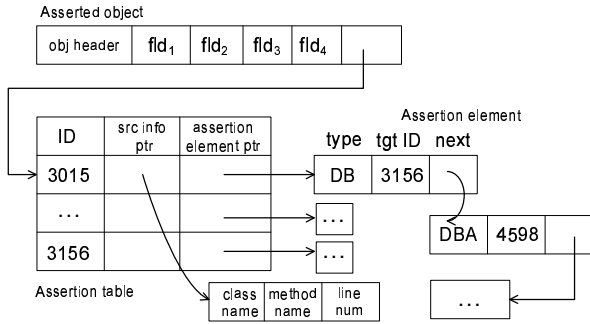 Asserted object
obj header fld1 fld2 fld3 fld4
Assertion element
ID src info ptr assertion element ptr
type tgt ID next
3015 DB 3156
... ...
DBA 4598
3156 ...
...
Assertion table
class name method name line num